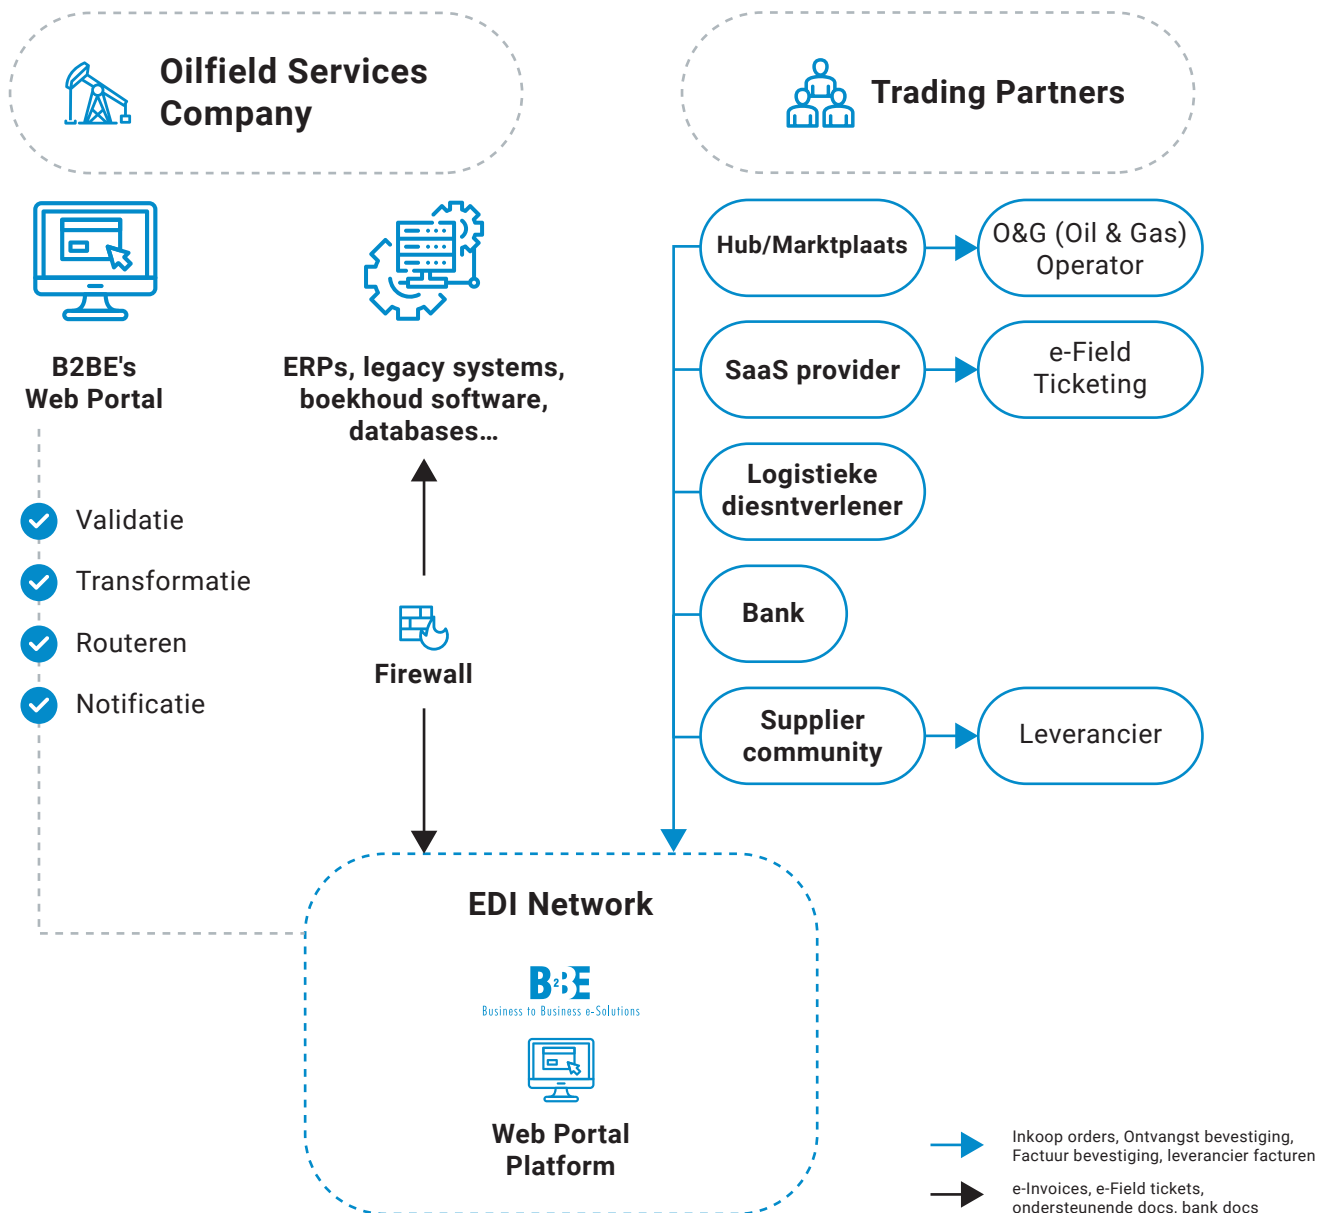 Oilfield Services
Company
Trading Partners
B2BE's
Web Portal
ERPs, legacy systems,
boekhoud software,
databases...
Validatie
Transformatie
Routeren
Notificatie
Firewall
Hub/Marktplaats
O&G (Oil & Gas)
Operator
SaaS provider
e-Field
Ticketing
Logistieke
diesntverlener
Bank
Supplier
community
Leverancier
EDI Network
B2BE
Business to Business e-Solutions
Web Portal
Platform
Inkoop orders, Ontvangst bevestiging,
Factuur bevestiging, leverancier facturen
e-Invoices, e-Field tickets,
ondersteunende docs, bank docs